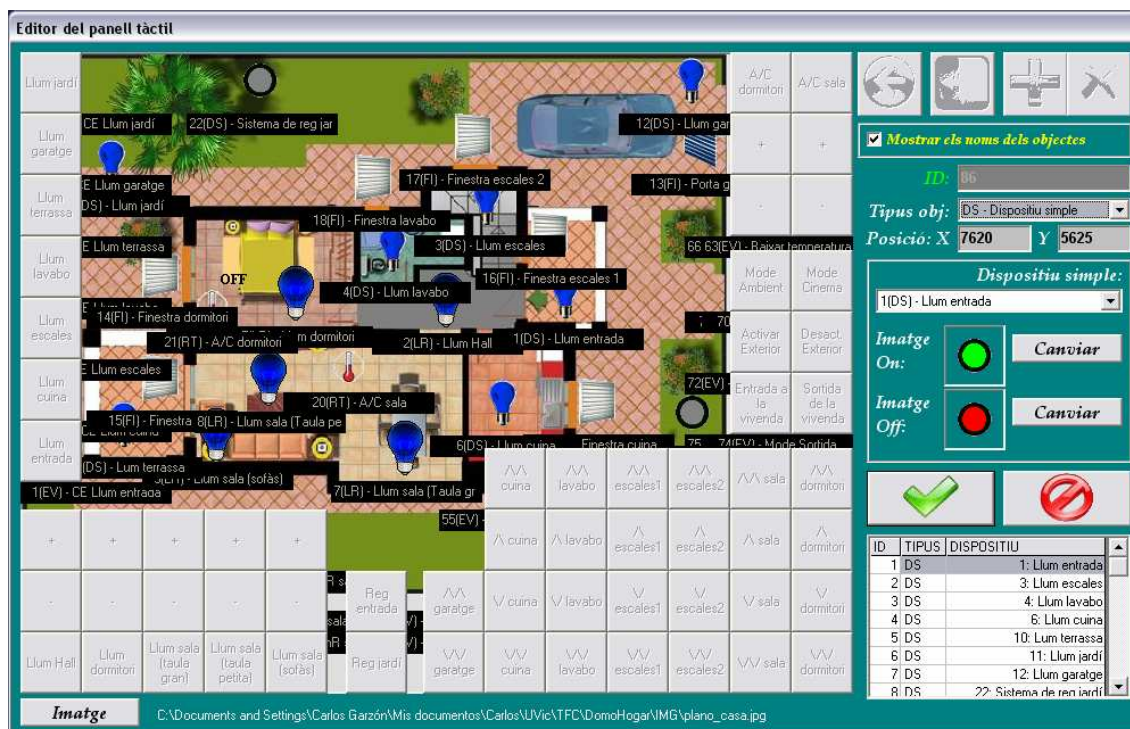 Editor del panell tàctil
Llum jardí
Llum garatge
Llum terrassa
Llum lavabo
Llum escales
Llum cuina
Llum entrada
CE Llum jardí
22(DS) - Sistema de reg jar
12(DS) - Llum gar
E Llum garatge
DS) - Llum jardí
17(FI) - Finestra escales 2
13(FI) - Porta g
18(FI) - Finestra lavabo
E Llum terrassa
3(DS) - Llum escales
66 63(EV) - Baixar temperatura
OFF
16(FI) - Finestra escales 1
4(DS) - Llum lavabo
14(FI) - Finestra dormitori
21(RT) - A/C dormitori
m dormitori
2(LR) - Llum Hall
1(DS) - Llum entrada
E Llum escales
20(RT) - A/C sala
72(EV)
15(FI) - Finestra
8(LR) - Llum sala (Taula pe
CE Llum cuina
6(DS) - Llum cuina
Finestra cuina
75
74(EV) - Mode Sortida
(DS) - Lum terrassa
Llum sala (sofàs)
1(EV) - CE Llum entrada
7(LR) - Llum sala (Taula gr
55(EV) -
A/C dormitori
A/C sala
+
+
-
-
Mode Ambient
Mode Cinema
Activar Exterior
Desact. Exterior
Entrada a la vivenda
Sortida de la vivenda
/\/\ cuina
/\/\ lavabo
/\/\ escales1
/\/\ escales2
/\/\ sala
/\/\ dormitori
+
+
+
+
+
/\ cuina
/\ lavabo
/\ escales1
/\ escales2
/\ sala
/\ dormitori
-
-
-
-
-
Reg entrada
/\/\ garatge
\/ cuina
\/ lavabo
\/ escales1
\/ escales2
\/ sala
\/ dormitori
Llum Hall
Llum dormitori
Llum sala (taula gran)
Llum sala (taula petita)
Llum sala (sofàs)
Reg jardí
\/\/ garatge
\/\/ cuina
\/\/ lavabo
\/\/ escales1
\/\/ escales2
\/\/ sala
\/\/ dormitori
Mostrar els noms dels objectes
ID: 86
Tipus obj: DS - Dispositiu simple
Posició: X 7620 Y 5625
Dispositiu simple:
1(DS) - Llum entrada
Imatge On:
Canviar
Imatge Off:
Canviar
ID TIPUS DISPOSITIU
1 DS 1: Llum entrada
2 DS 3: Llum escales
3 DS 4: Llum lavabo
4 DS 6: Llum cuina
5 DS 10: Lum terrassa
6 DS 11: Llum jardí
7 DS 12: Llum garatge
8 DS 22: Sistema de reg jardí
Imatge
C:\Documents and Settings\Carlos Garzón\Mis documentos\Carlos\UVic\TFC\DomoHogar\IMG\plano_casa.jpg